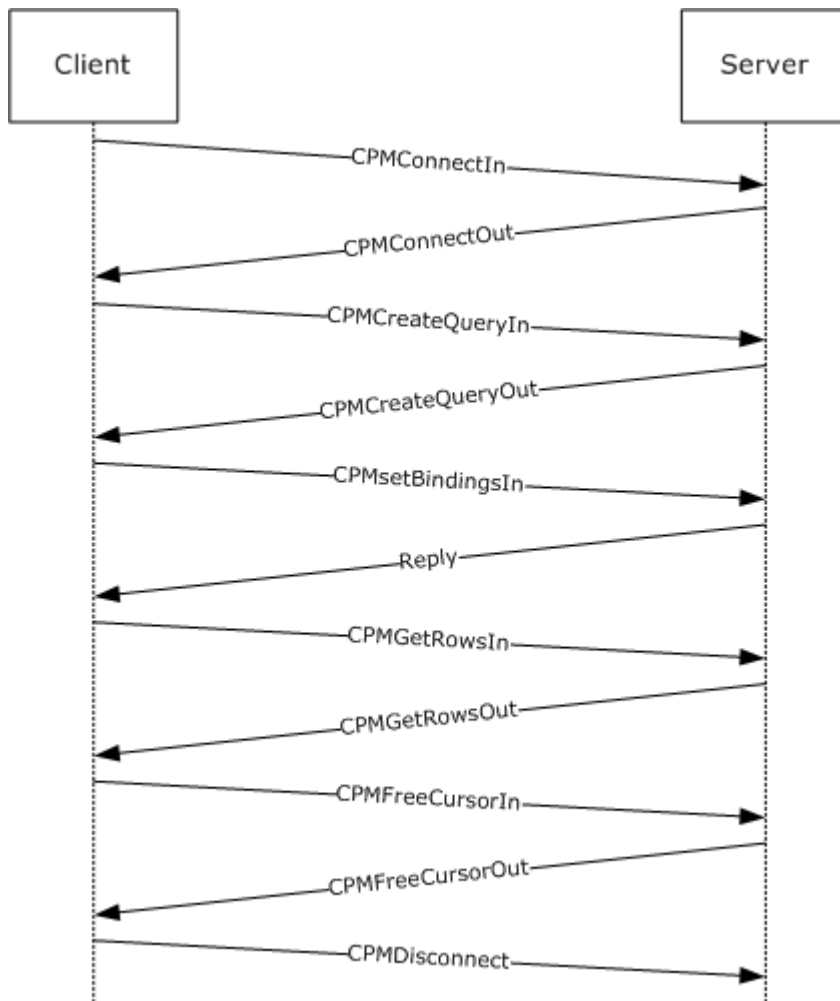 Client
Server
CPMConnectIn
CPMConnectOut
CPMCreateQueryIn
CPMCreateQueryOut
CPMsetBindingsIn
Reply
CPMGetRowsIn
CPMGetRowsOut
CPMFreeCursorIn
CPMFreeCursorOut
CPMDisconnect